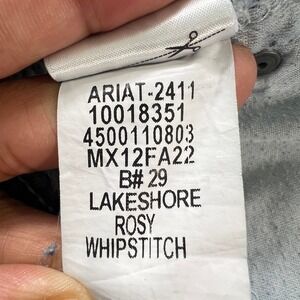 ARIAT-2411
10018351
4500110803
MX12FA22
B# 29
LAKESHORE
ROSY
WHIPSTITCH